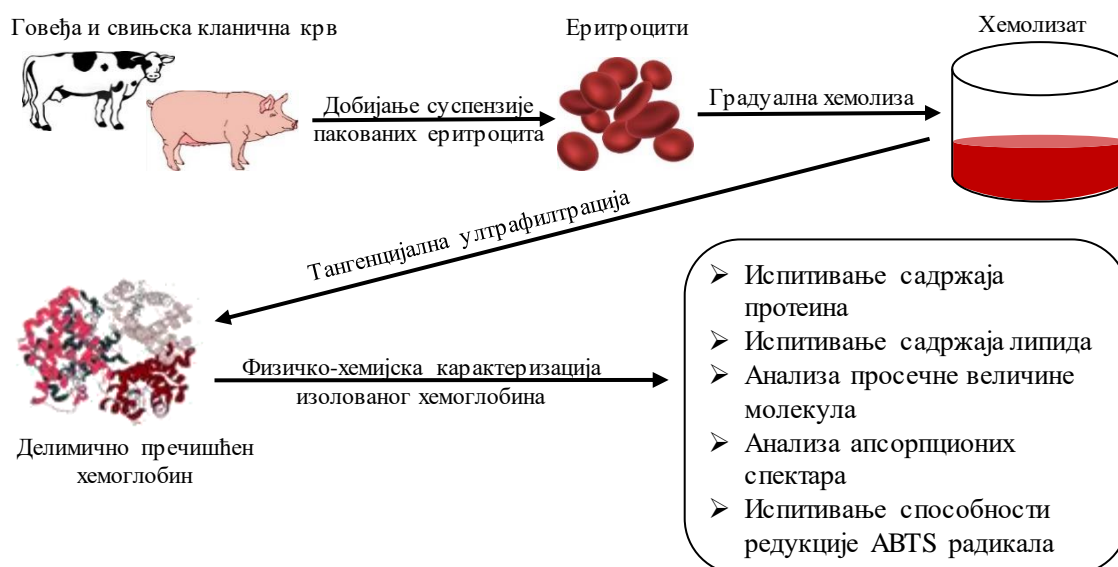 Говеђа и свињска кланична крв
Еритроцити
Хемолизат
Добијање суспензије
пакованих еритроцита
Градуална хемолиза
Тангенцијална ултрафилтрација
Делимично пречишћен
хемоглобин
Физичко-хемијска карактеризација
изолованог хемоглобина
➢ Испитивање садржаја
протеина
➢ Испитивање садржаја липида
➢ Анализа просечне величине
молекула
➢ Анализа апсорпционих
спектара
➢ Испитивање способности
редукције ABTS радикала